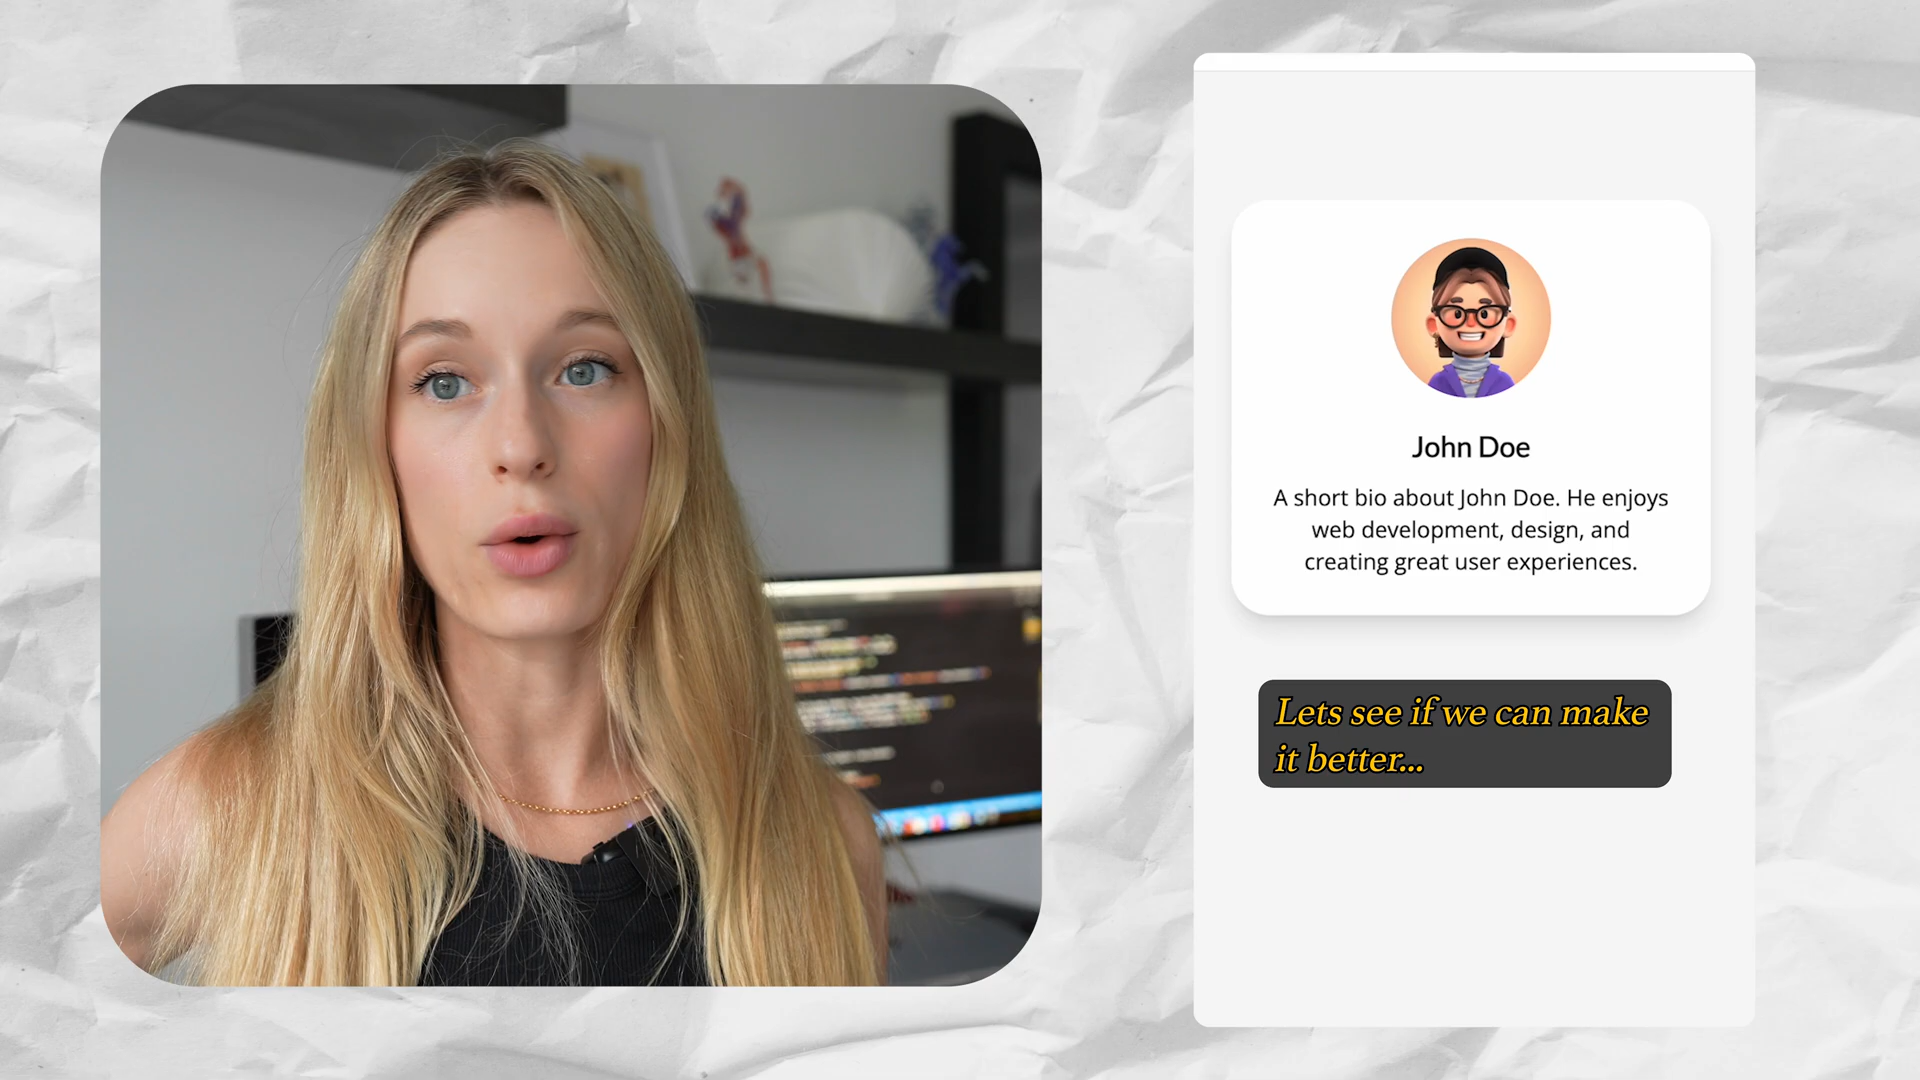 John Doe
A short bio about John Doe. He enjoys
web development, design, and
creating great user experiences.
Lets see if we can make
it better...